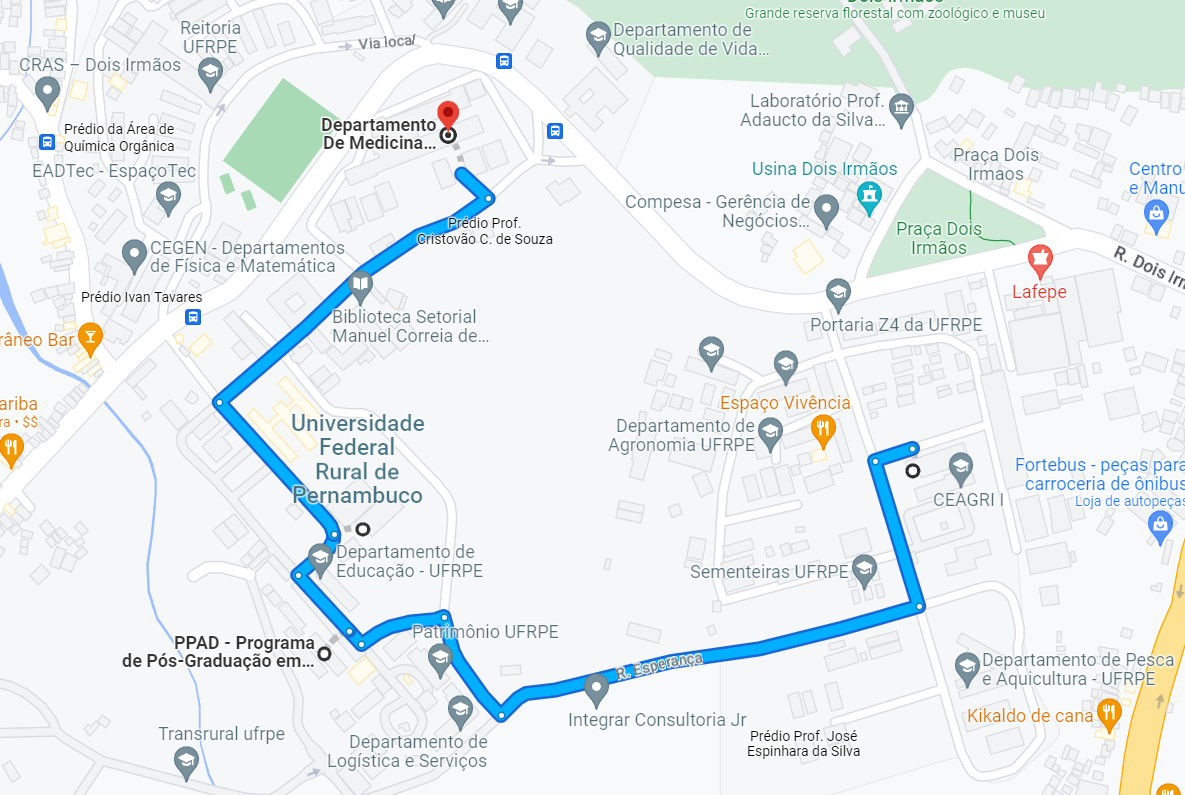 Dois Irmãos
Grande reserva florestal com zoológico e museu
Reitoria
UFRPE
Via local
Departamento de
Qualidade de Vida...
CRAS – Dois Irmãos
Laboratório Prof.
Adaucto da Silva...
Departamento
De Medicina...
Prédio da Área de
Química Orgânica
EADTec - EspaçoTec
Usina Dois Irmãos
Praça Dois
Irmãos
Centro
e Manu
Compesa - Gerência de
Negócios...
Prédio Prof.
Cristovão C. de Souza
Praça Dois
Irmãos
CEGEN - Departamentos
de Física e Matemática
R. Dois Irm
Prédio Ivan Tavares
Lafepe
Biblioteca Setorial
Manuel Correia de...
Portaria Z4 da UFRPE
râneo Bar
ariba
ra • $$
Espaço Vivência
Universidade
Federal
Rural de
Pernambuco
Departamento de
Agronomia UFRPE
Fortebus - peças para
carroceria de ônibus
Loja de autopeças
CEAGRI I
Departamento de
Educação - UFRPE
Sementeiras UFRPE
PPAD - Programa
de Pós-Graduação em...
Patrimônio UFRPE
R. Esperança
Departamento de Pesca
e Aquicultura - UFRPE
Integrar Consultoria Jr
Kikaldo de cana
Transrural ufrpe
Departamento de
Logística e Serviços
Prédio Prof. José
Espinhara da Silva